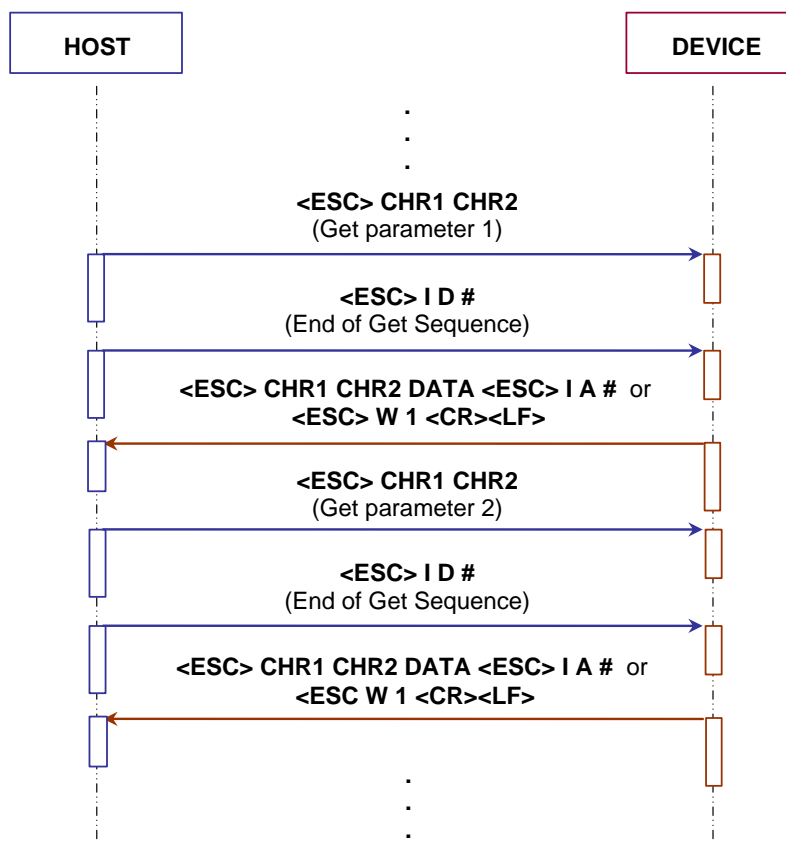 HOST
DEVICE
.
.
.
<ESC> CHR1 CHR2
(Get parameter 1)
<ESC> I D #
(End of Get Sequence)
<ESC> CHR1 CHR2 DATA <ESC> I A # or
<ESC> W 1 <CR><LF>
<ESC> CHR1 CHR2
(Get parameter 2)
<ESC> I D #
(End of Get Sequence)
<ESC> CHR1 CHR2 DATA <ESC> I A # or
<ESC W 1 <CR><LF>
.
.
.